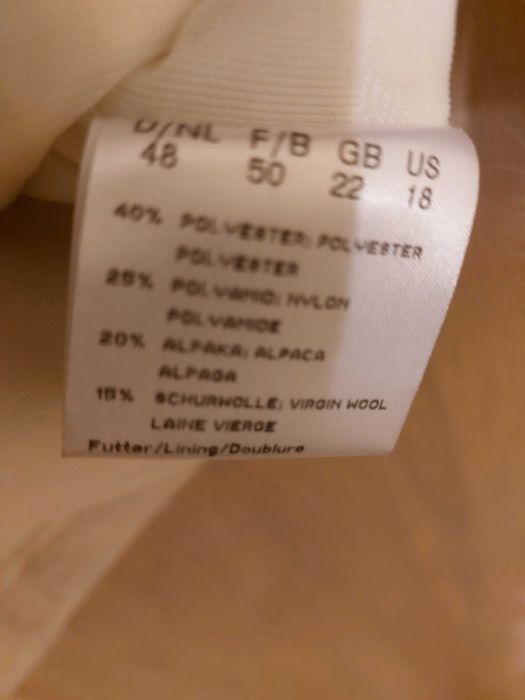 D/NL F/B GB US
48 50 22 18
40% POLYESTER; POLYESTER
POLYESTER
25% POLYAMID; NYLON
POLYAMIDE
20% ALPAKA; ALPACA
ALPAGA
15% SCHURWOLLE; VIRGIN WOOL
LAINE VIERGE
Futter/Lining/Doublure